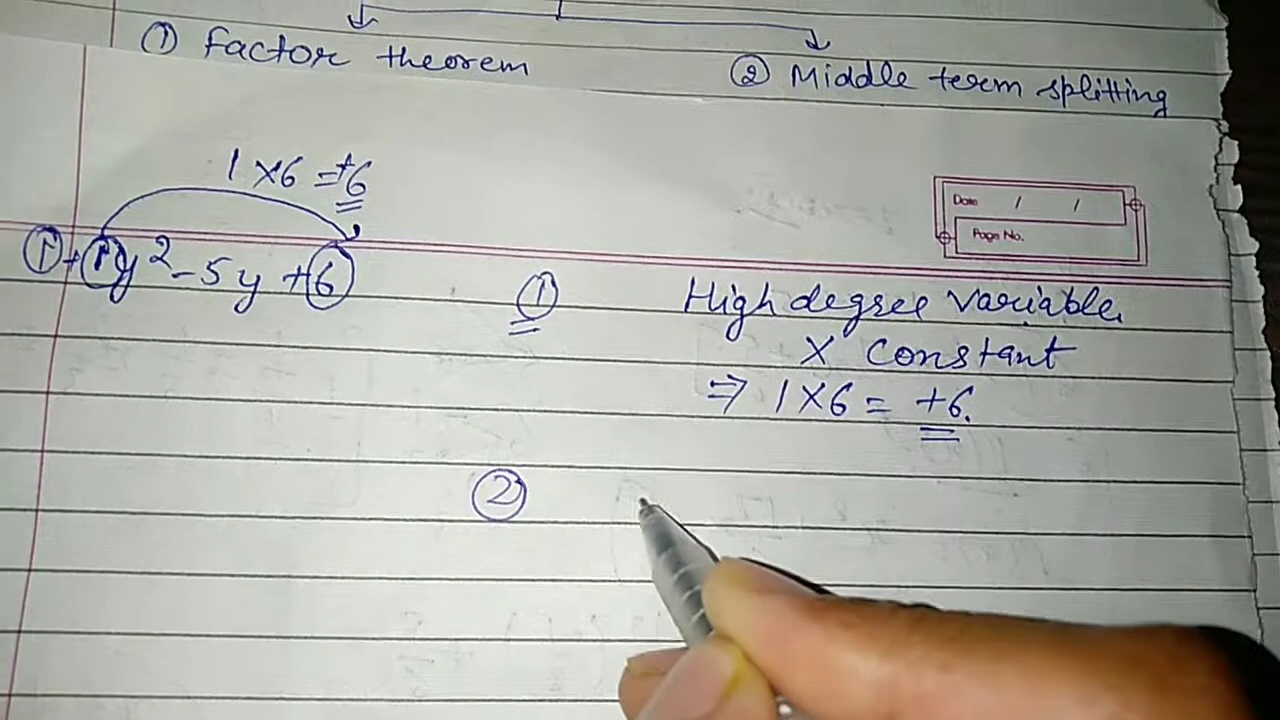 ① factor theorem
② Middle term splitting
1 × 6 = +6
Date / /
Page No.
① + 1y² - 5y + 6
① High degree variable
× constant
⇒ 1 × 6 = +6.
②